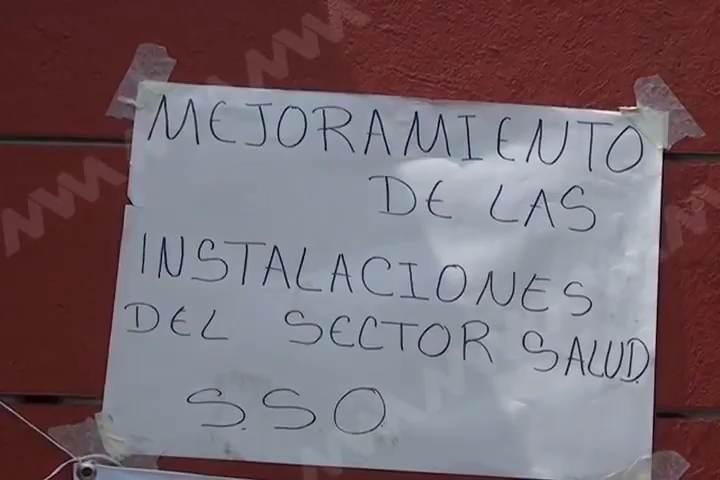 MEJORAMIENTO
DE LAS
INSTALACIONES
DEL SECTOR SALUD.
S.S O